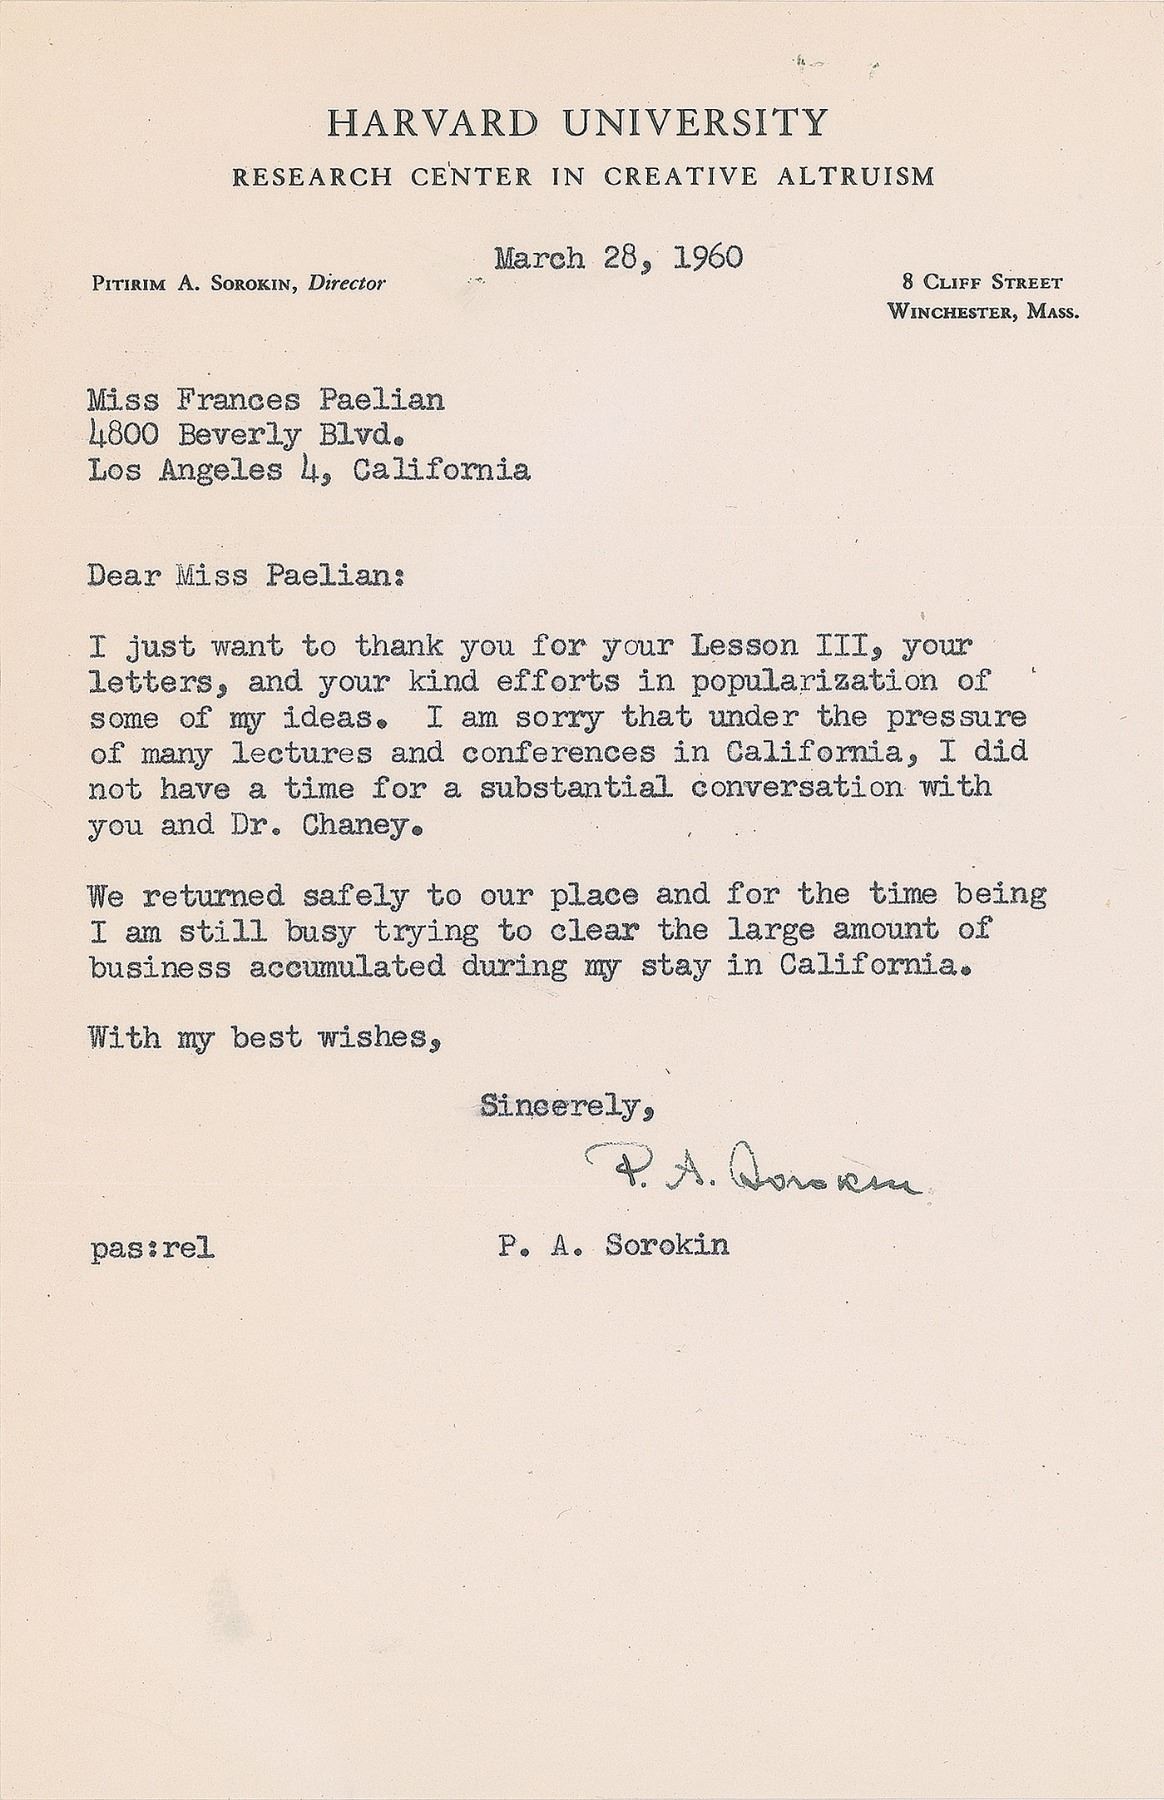 HARVARD UNIVERSITY
RESEARCH CENTER IN CREATIVE ALTRUISM
March 28, 1960
PITIRIM A. SOROKIN, Director
8 CLIFF STREET
WINCHESTER, MASS.
Miss Frances Paelian
4800 Beverly Blvd.
Los Angeles 4, California
Dear Miss Paelian:
I just want to thank you for your Lesson III, your
letters, and your kind efforts in popularization of
some of my ideas.  I am sorry that under the pressure
of many lectures and conferences in California, I did
not have a time for a substantial conversation with
you and Dr. Chaney.
We returned safely to our place and for the time being
I am still busy trying to clear the large amount of
business accumulated during my stay in California.
With my best wishes,
Sincerely,
P. A. Sorokin
pas:rel
P. A. Sorokin